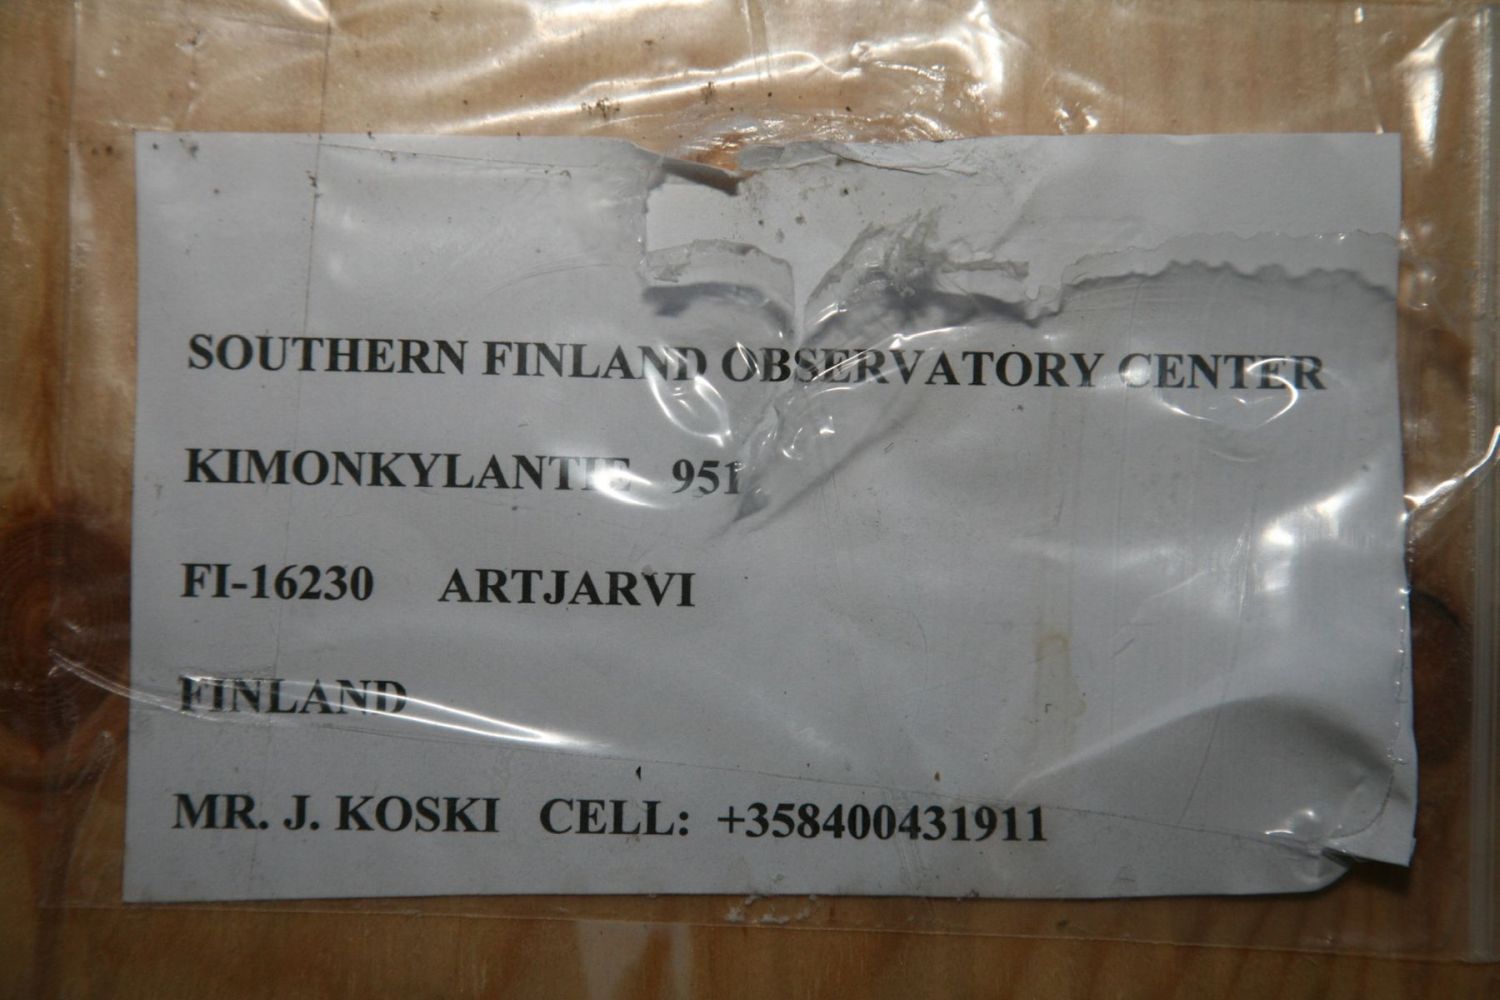 SOUTHERN FINLAND OBSERVATORY CENTER
KIMONKYLANTIE 951
FI-16230 ARTJARVI
FINLAND
MR. J. KOSKI CELL: +358400431911